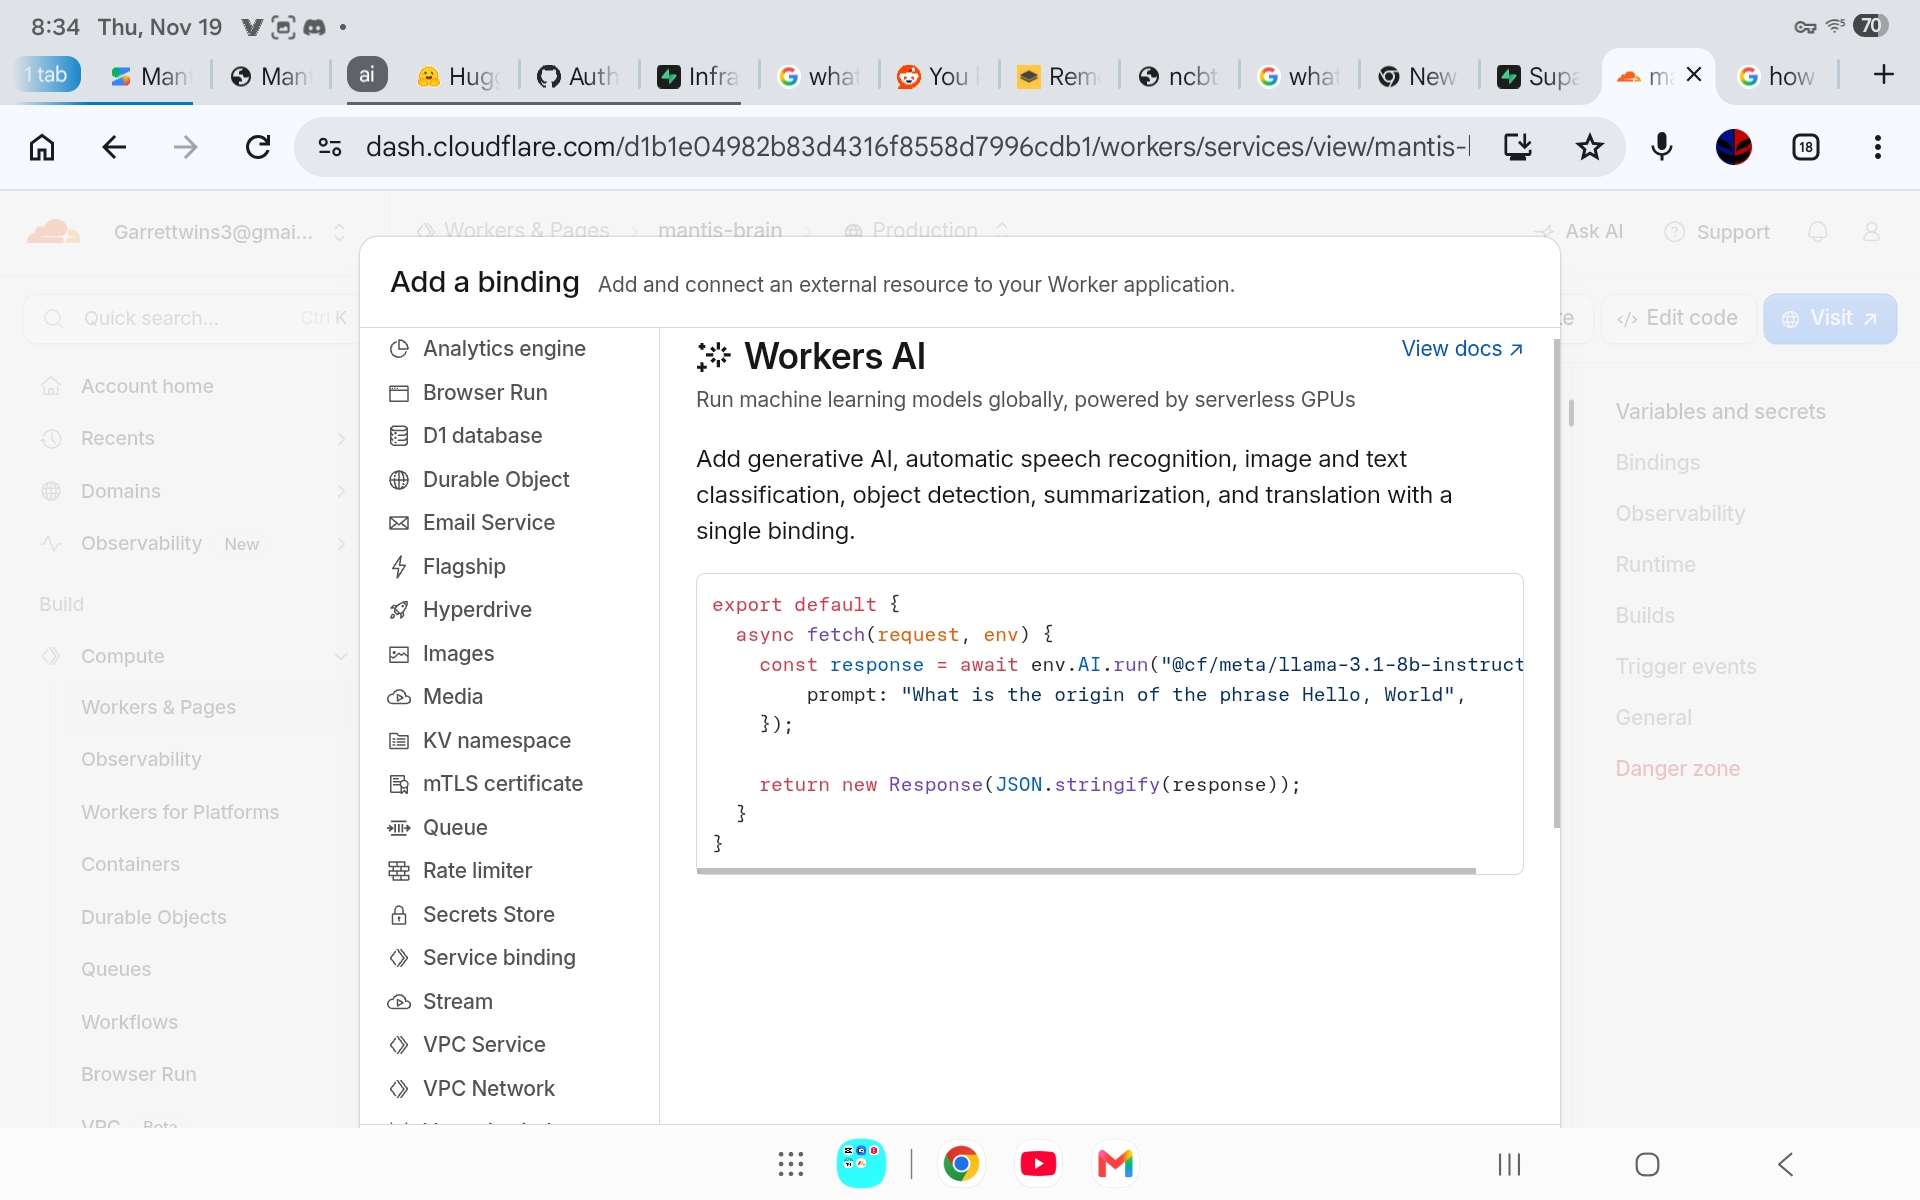 8:34 Thu, Nov 19
70
1 tab
Man
Man
ai
Hug
Auth
Infra
what
You
Rem
ncbt
what
New
Supa
ma
how
dash.cloudflare.com/d1b1e04982b83d4316f8558d7996cdb1/workers/services/view/mantis-
18
Garrettwins3@gmai...
Workers & Pages
mantis-brain
Production
Ask AI
Support
Quick search...
Ctrl K
Edit code
Visit
Account home
Recents
Domains
Observability New
Build
Compute
Workers & Pages
Observability
Workers for Platforms
Containers
Durable Objects
Queues
Workflows
Browser Run
VPC Beta
Add a binding
Add and connect an external resource to your Worker application.
Analytics engine
Browser Run
D1 database
Durable Object
Email Service
Flagship
Hyperdrive
Images
Media
KV namespace
mTLS certificate
Queue
Rate limiter
Secrets Store
Service binding
Stream
VPC Service
VPC Network
Workers AI
View docs
Run machine learning models globally, powered by serverless GPUs
Add generative AI, automatic speech recognition, image and text
classification, object detection, summarization, and translation with a
single binding.
export default {
async fetch(request, env) {
const response = await env.AI.run("@cf/meta/llama-3.1-8b-instruct
prompt: "What is the origin of the phrase Hello, World",
});
return new Response(JSON.stringify(response));
}
}
Variables and secrets
Bindings
Observability
Runtime
Builds
Trigger events
General
Danger zone